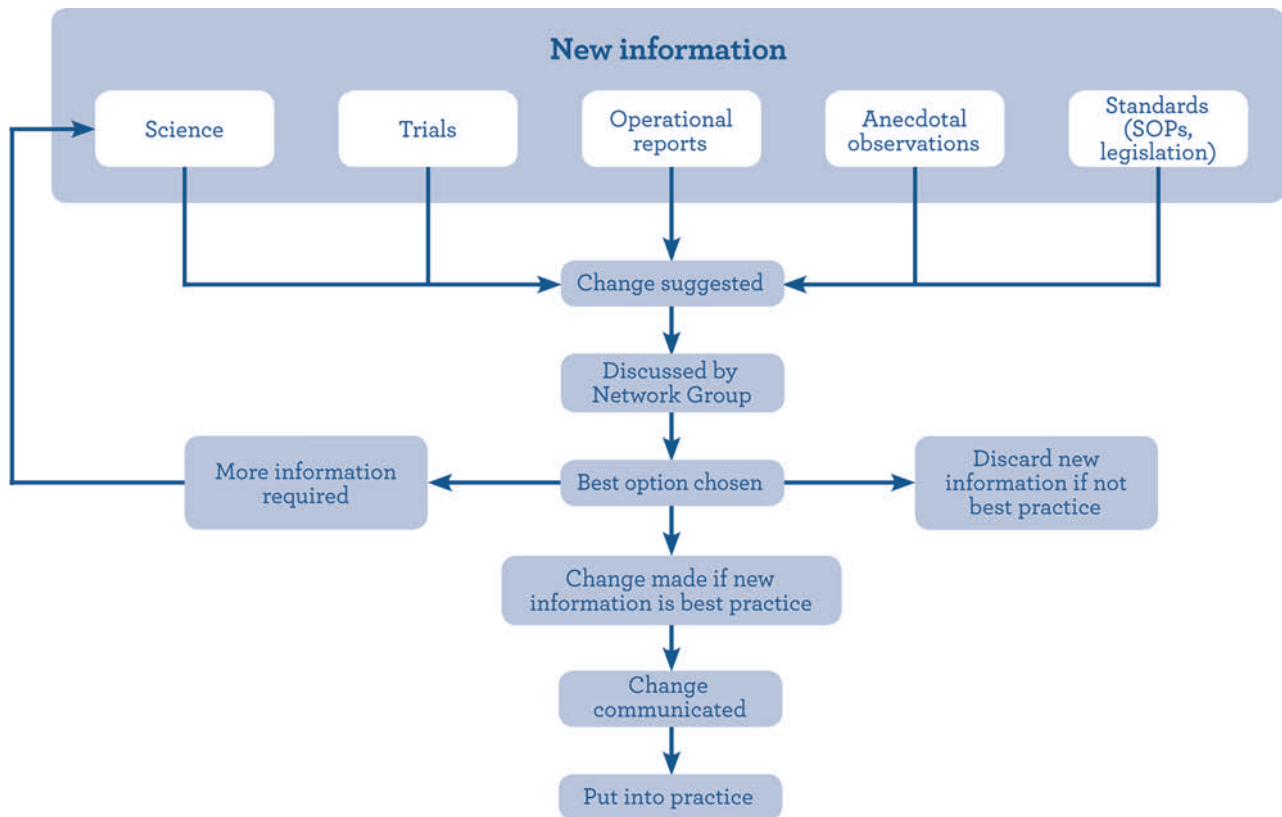 New information
Science
Trials
Operational
reports
Anecdotal
observations
Standards
(SOPs,
legislation)
Change suggested
Discussed by
Network Group
More information
required
Best option chosen
Discard new
information if not
best practice
Change made if new
information is best practice
Change
communicated
Put into practice